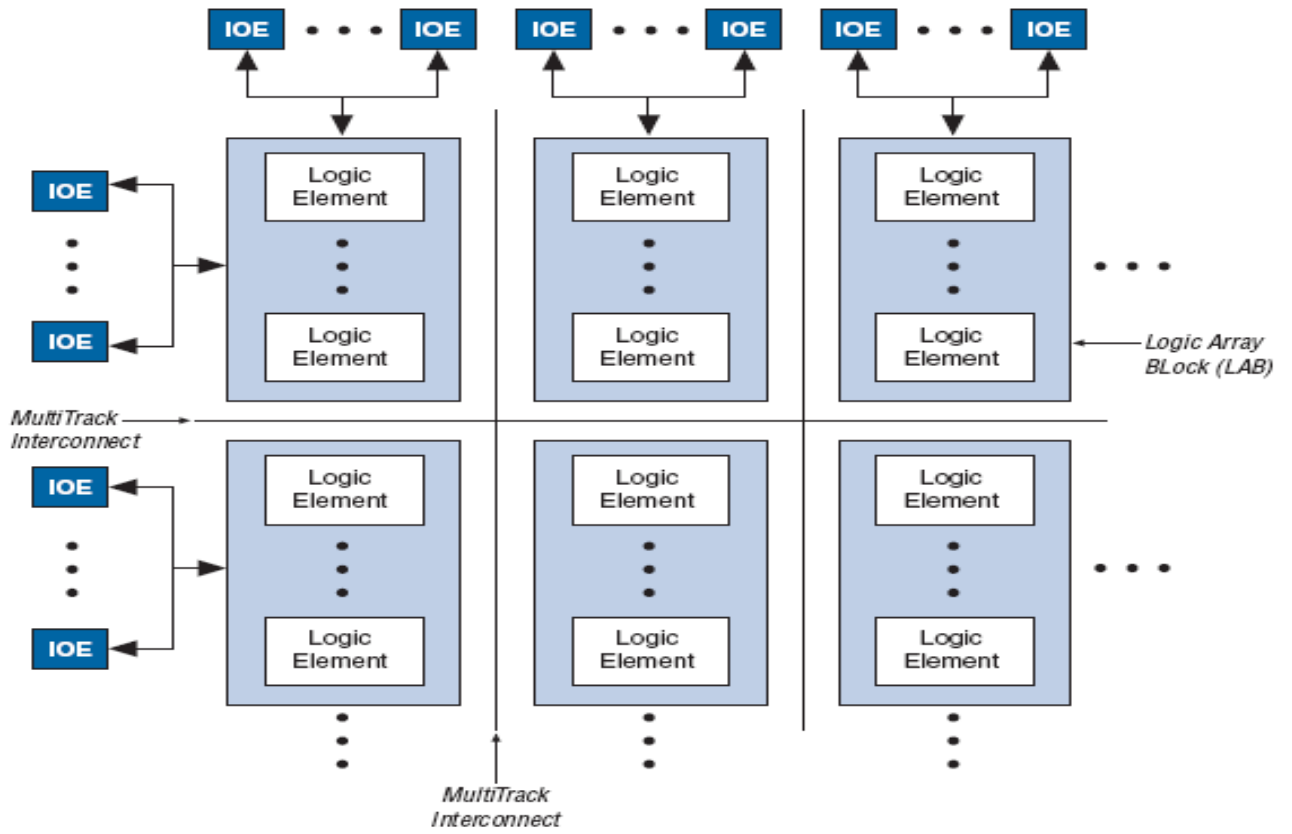 IOE IOE IOE IOE IOE IOE
Logic Logic Logic
Element Element Element
IOE
Logic Logic Logic
Element Element Element
IOE
Logic Array
BLock (LAB)
MultiTrack
Interconnect
Logic Logic Logic
Element Element Element
IOE
Logic Logic Logic
Element Element Element
IOE
MultiTrack
Interconnect